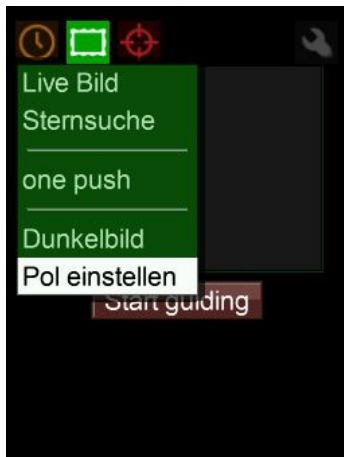 Live Bild
Sternsuche
one push
Dunkelbild
Pol einstellen
Start guiding